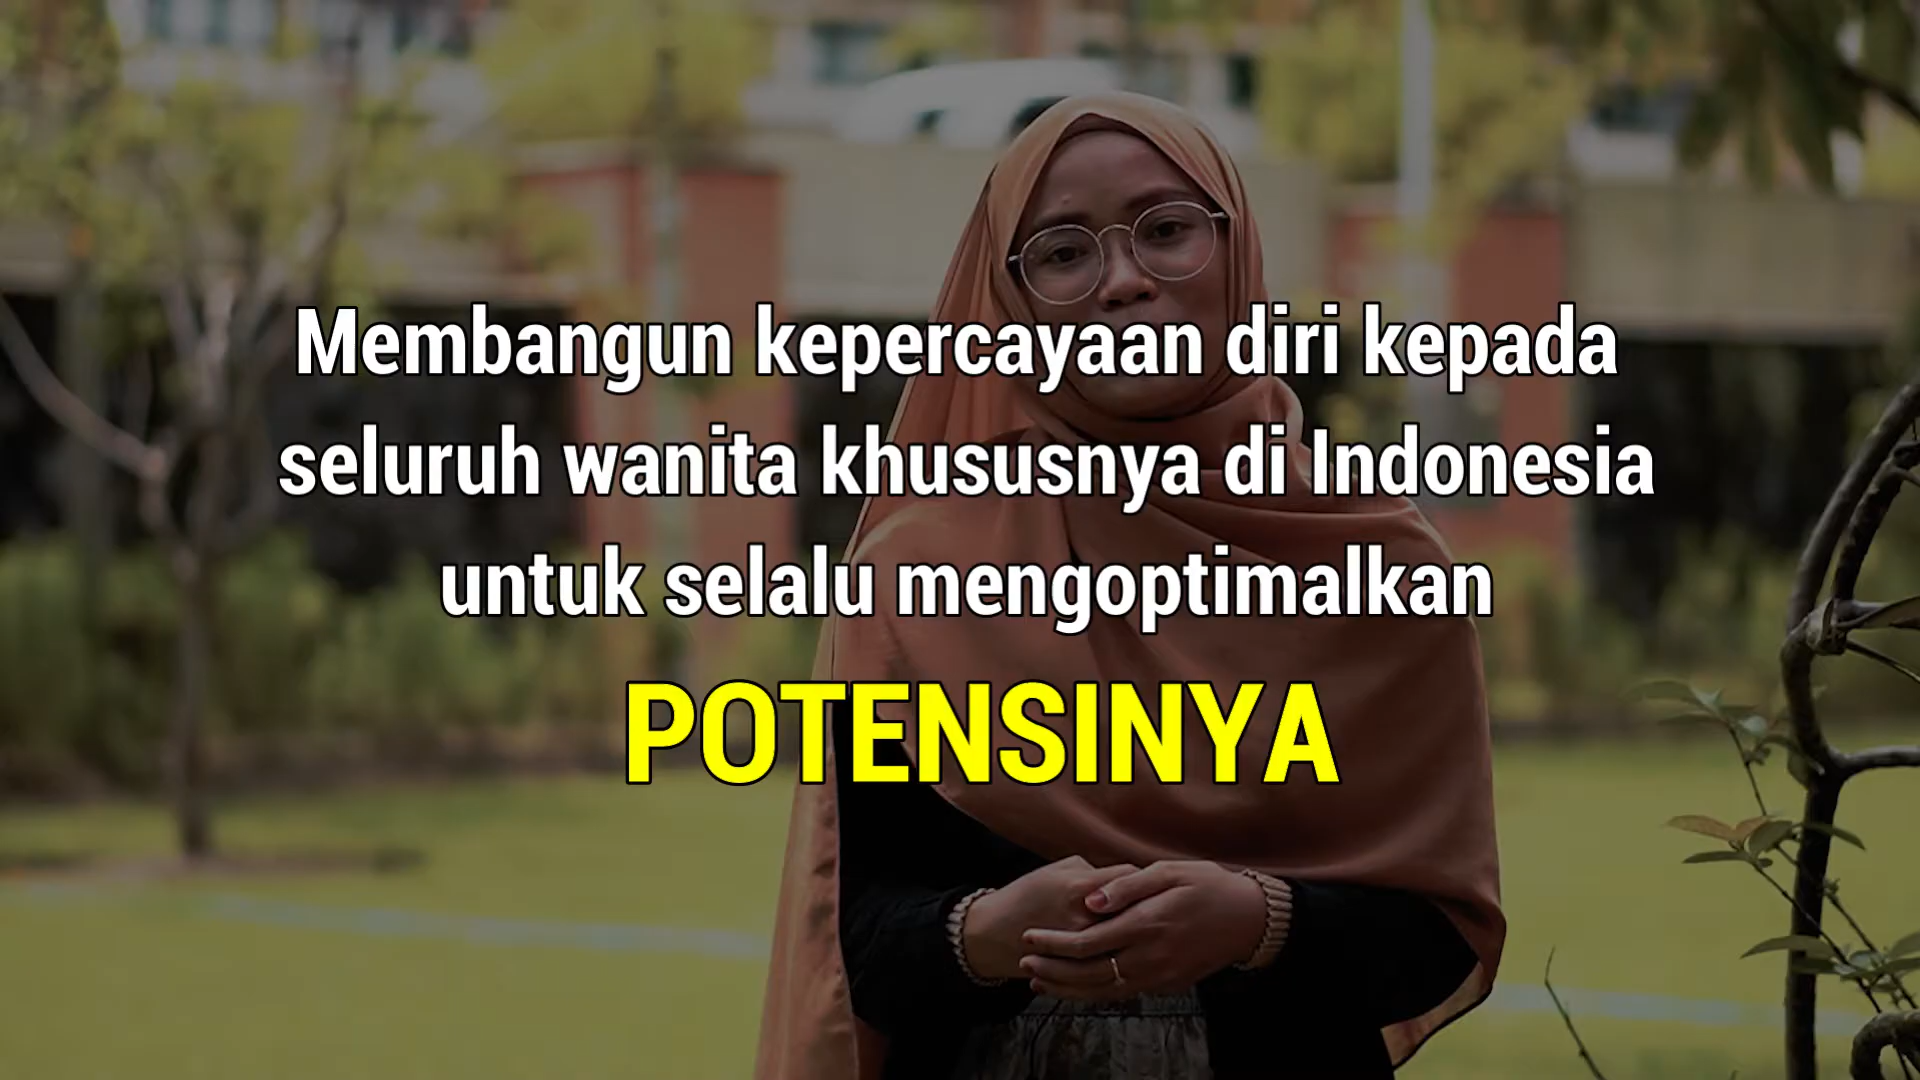 Membangun kepercayaan diri kepada
seluruh wanita khususnya di Indonesia
untuk selalu mengoptimalkan
POTENSINYA